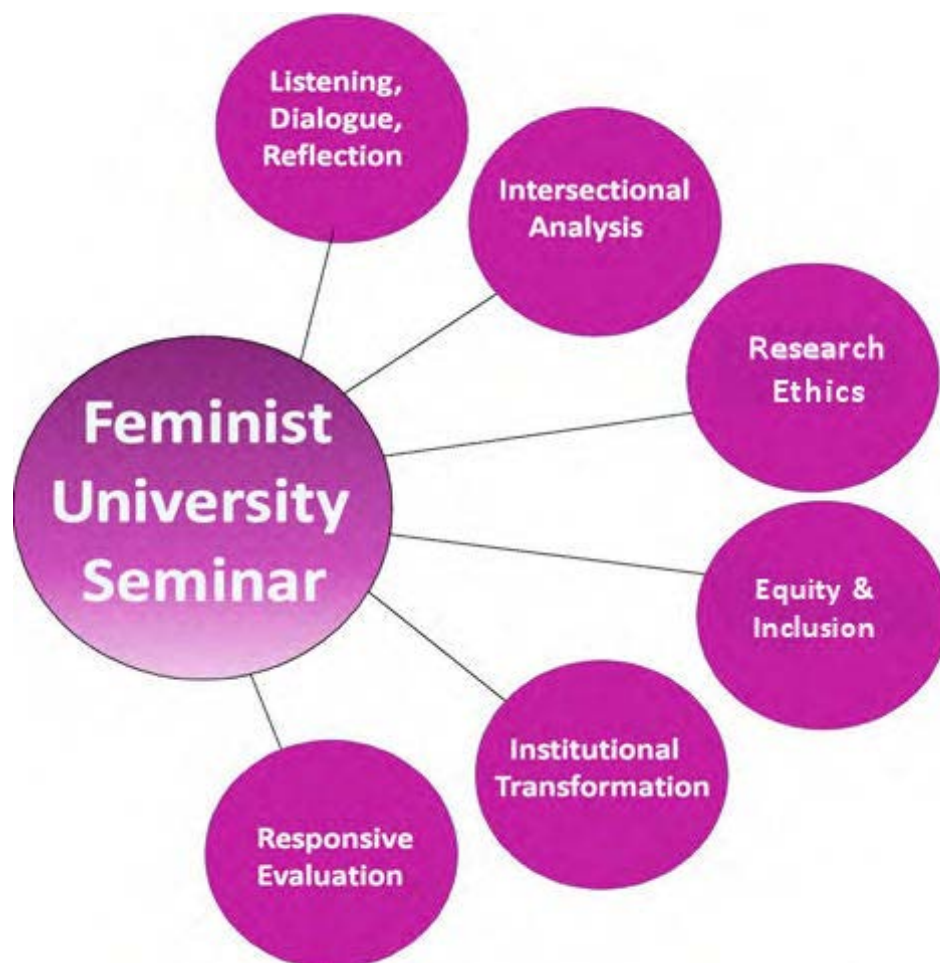 Listening,
Dialogue,
Reflection
Intersectional
Analysis
Research
Ethics
Feminist
University
Seminar
Equity &
Inclusion
Institutional
Transformation
Responsive
Evaluation